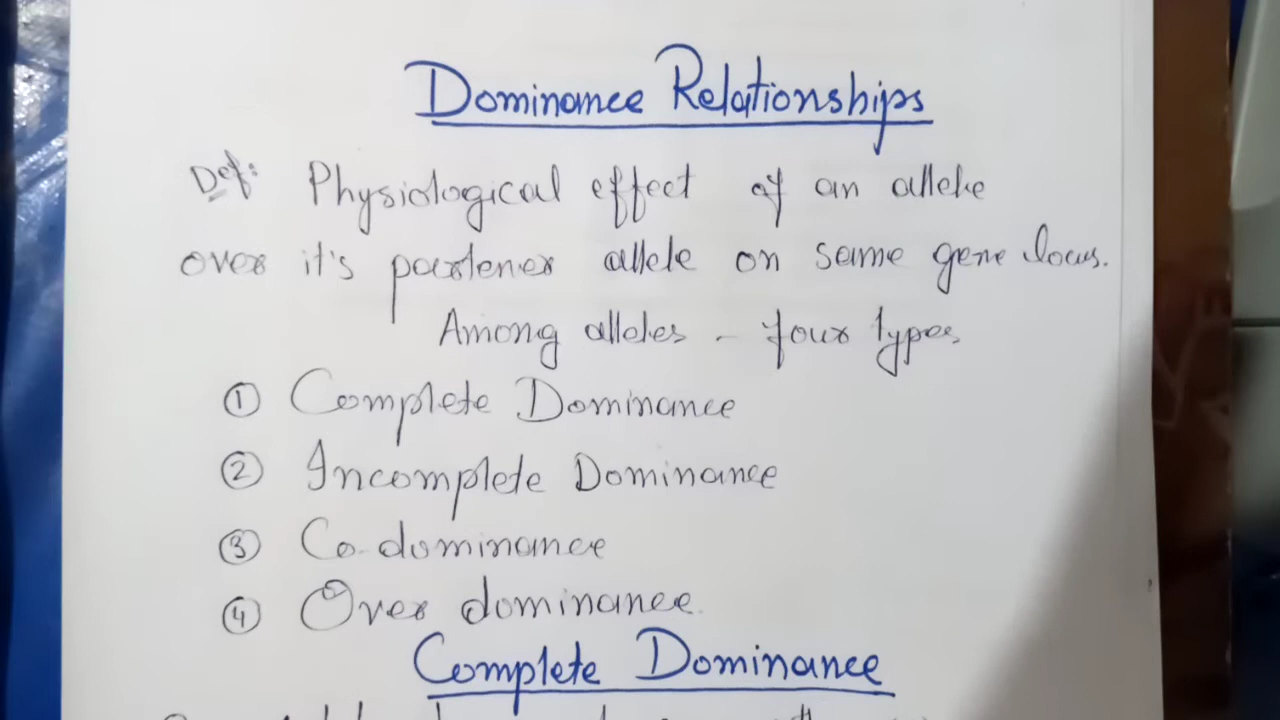 Dominance Relationships
Def: Physiological effect of an allele
over it's partener allele on same gene locus.
Among alleles - four types
① Complete Dominance
② Incomplete Dominance
③ Co-dominance
④ Over dominance.
Complete Dominance